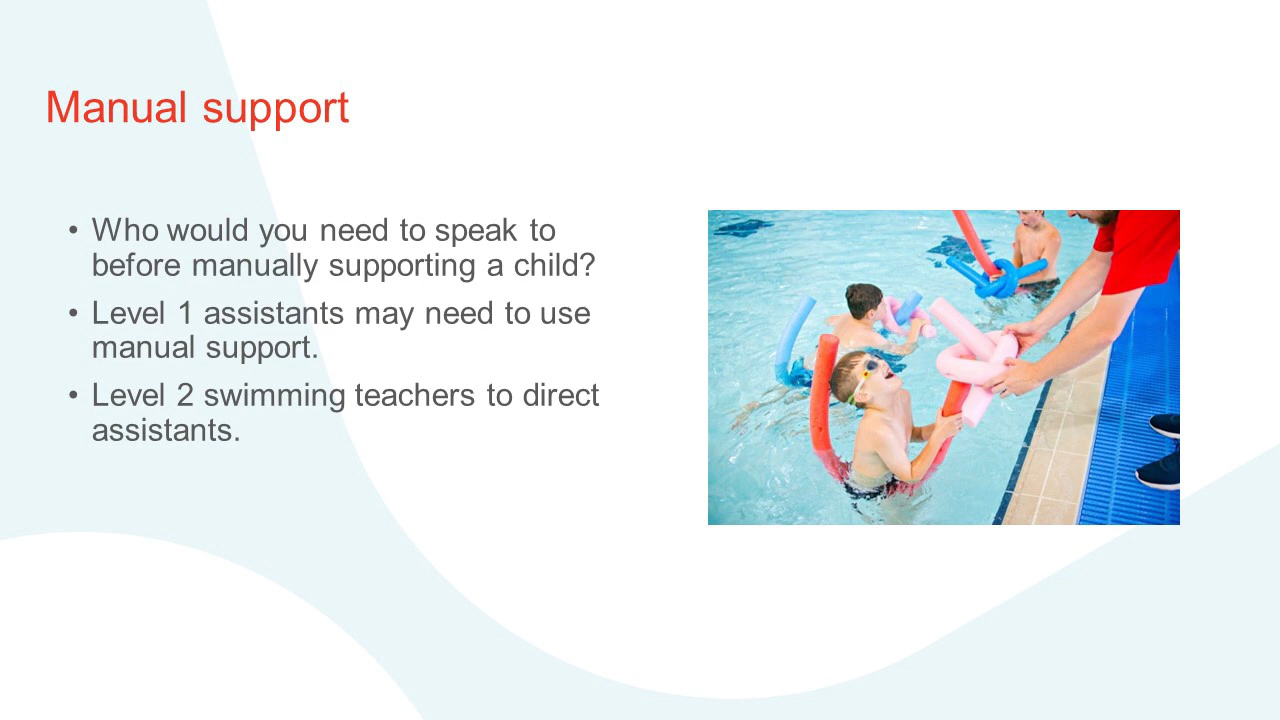 Manual support
• Who would you need to speak to
before manually supporting a child?
• Level 1 assistants may need to use
manual support.
• Level 2 swimming teachers to direct
assistants.